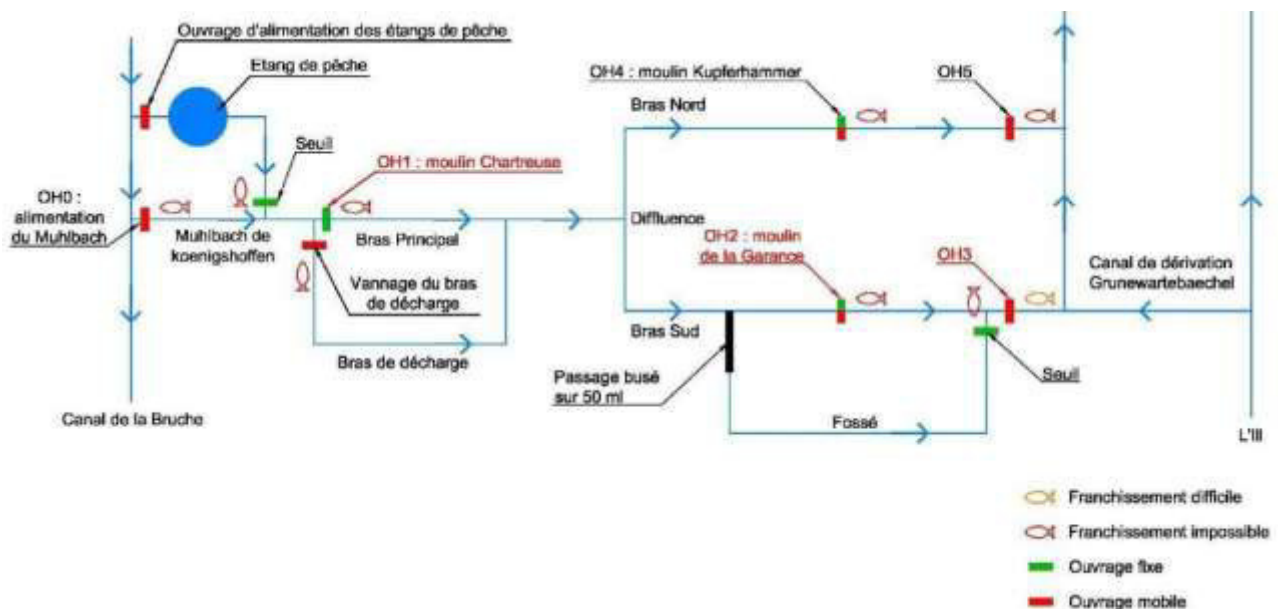 Ouvrage d'alimentation des étangs de pêche
Etang de pêche
Seuil
OH1 : moulin Chartreuse
OH0 :
alimentation
du Muhlbach
Muhlbach de
koenigshoffen
Bras Principal
Vannage du bras
de décharge
Bras de décharge
Canal de la Bruche
OH4 : moulin Kupferhammer
OH5
Bras Nord
Diffluence
OH2 : moulin
de la Garance
OH3
Canal de dérivation
Grunewartebaechel
Bras Sud
Passage busé
sur 50 ml
Seuil
Fossé
L'Ill
Franchissement difficile
Franchissement impossible
Ouvrage fixe
Ouvrage mobile